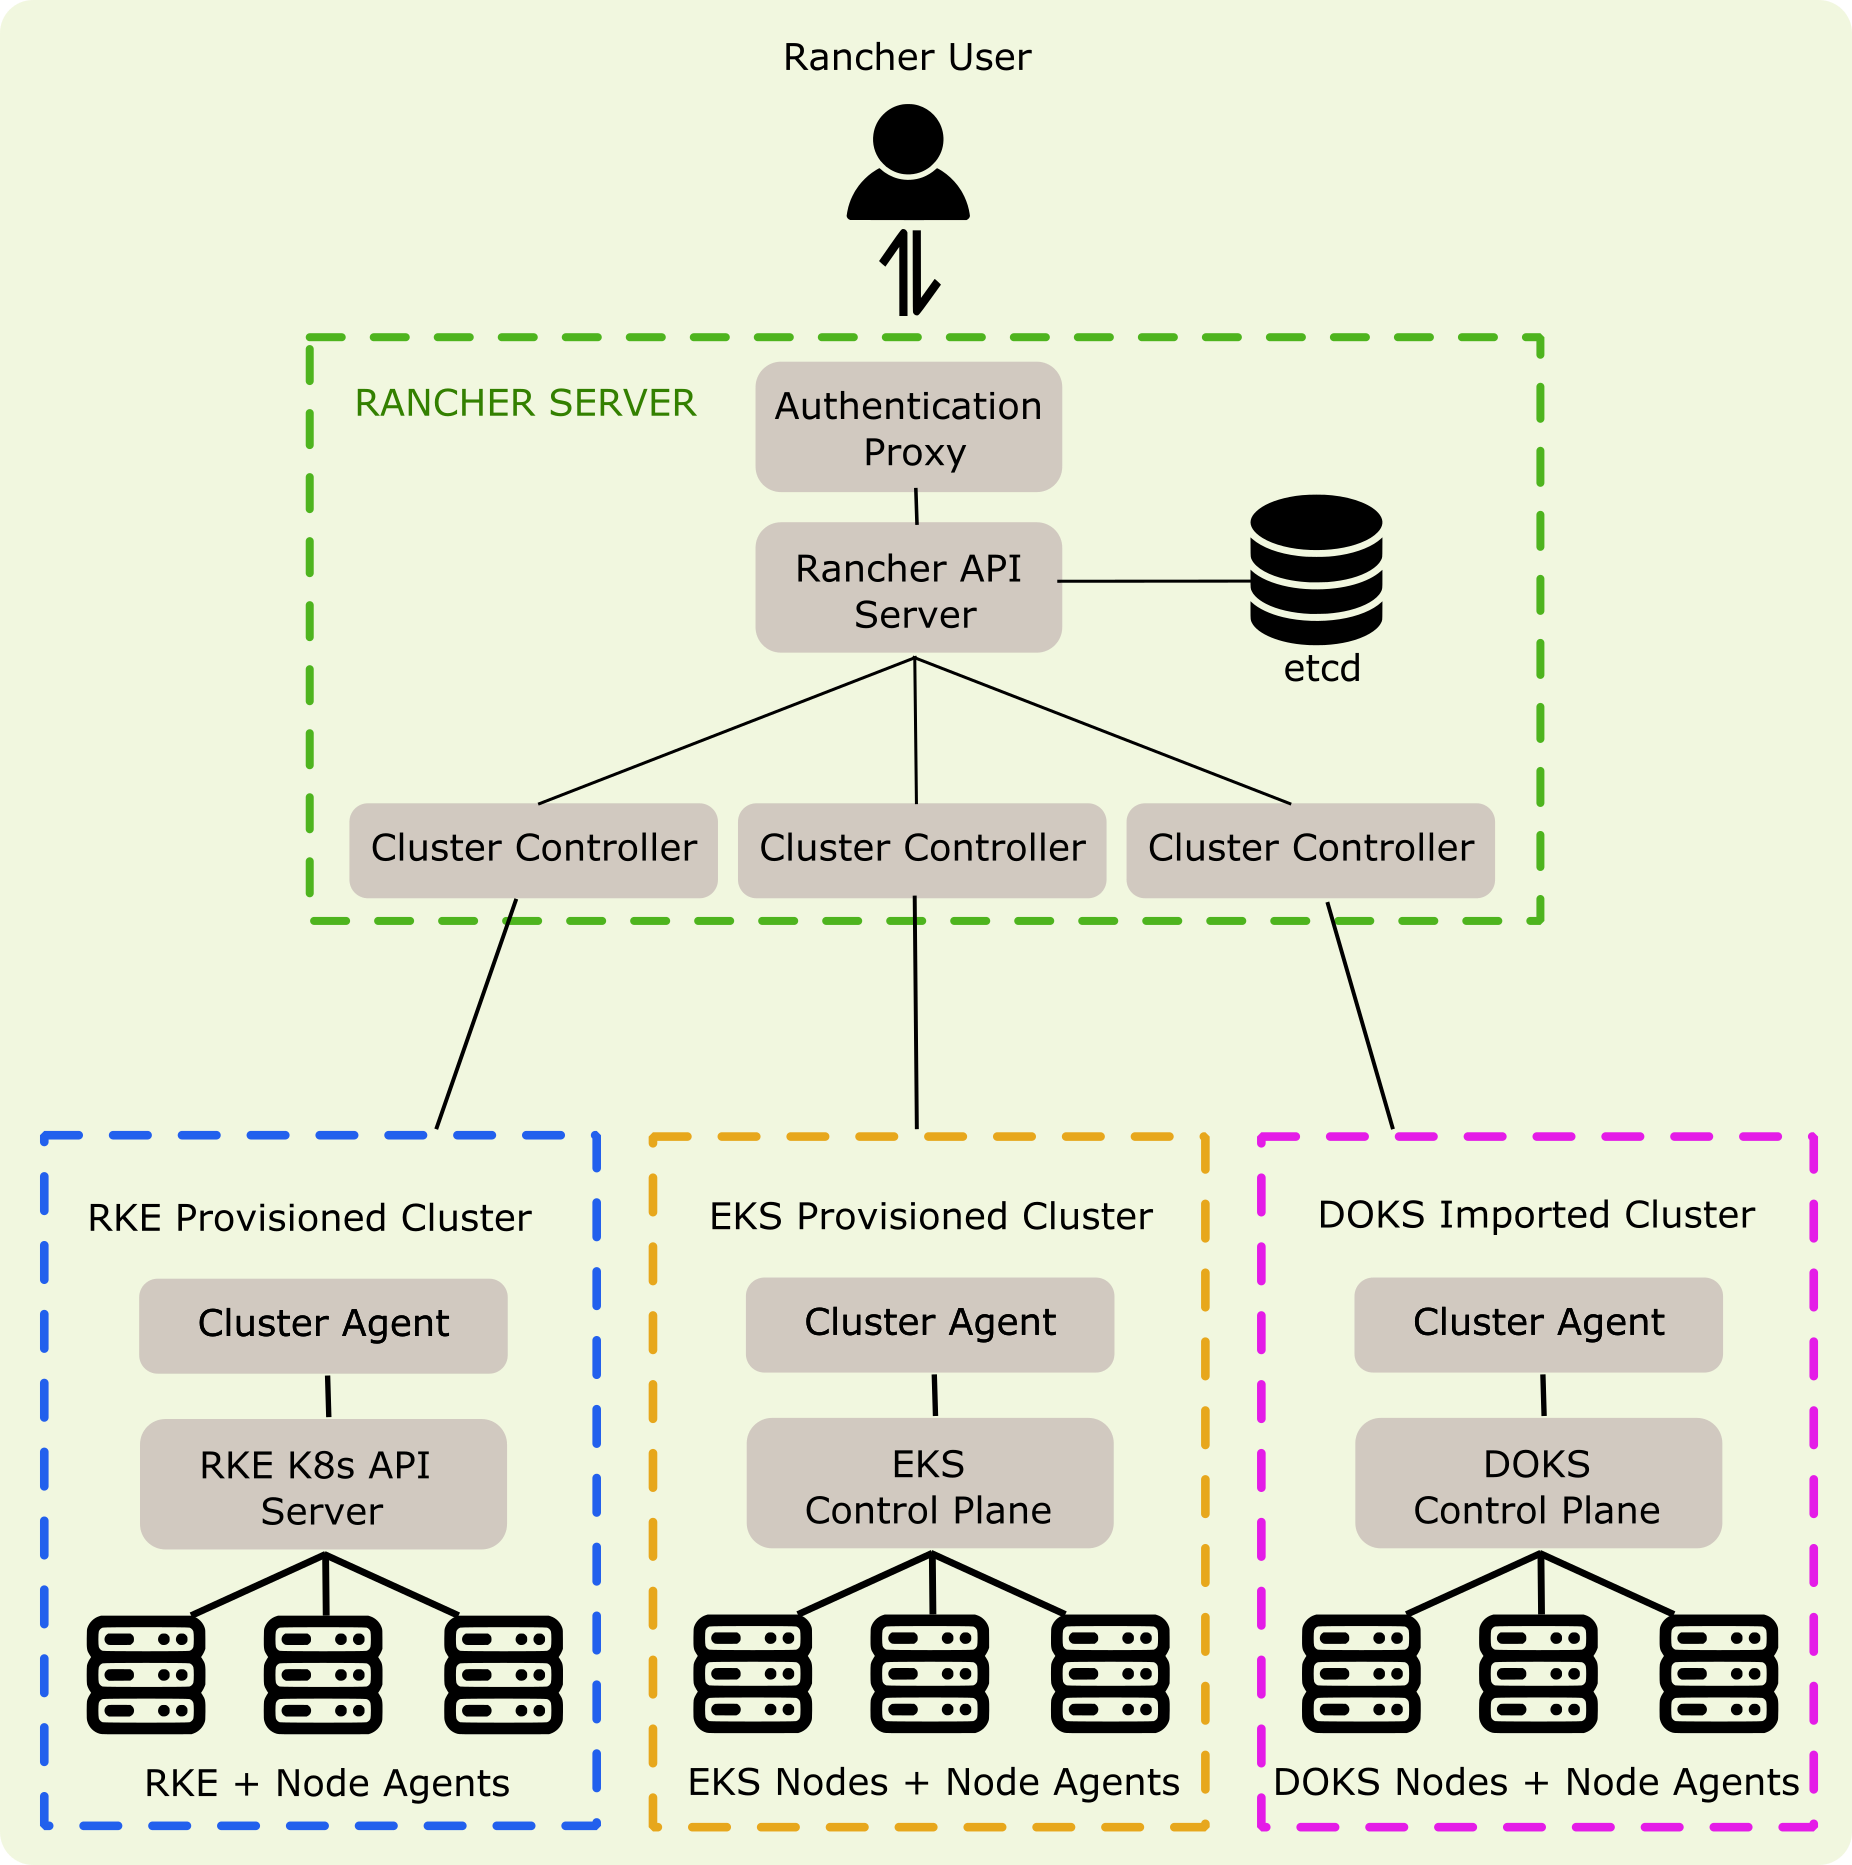 Rancher User
RANCHER SERVER
Authentication
Proxy
Rancher API
Server
etcd
Cluster Controller
Cluster Controller
Cluster Controller
RKE Provisioned Cluster
Cluster Agent
RKE K8s API
Server
RKE + Node Agents
EKS Provisioned Cluster
Cluster Agent
EKS
Control Plane
EKS Nodes + Node Agents
DOKS Imported Cluster
Cluster Agent
DOKS
Control Plane
DOKS Nodes + Node Agents